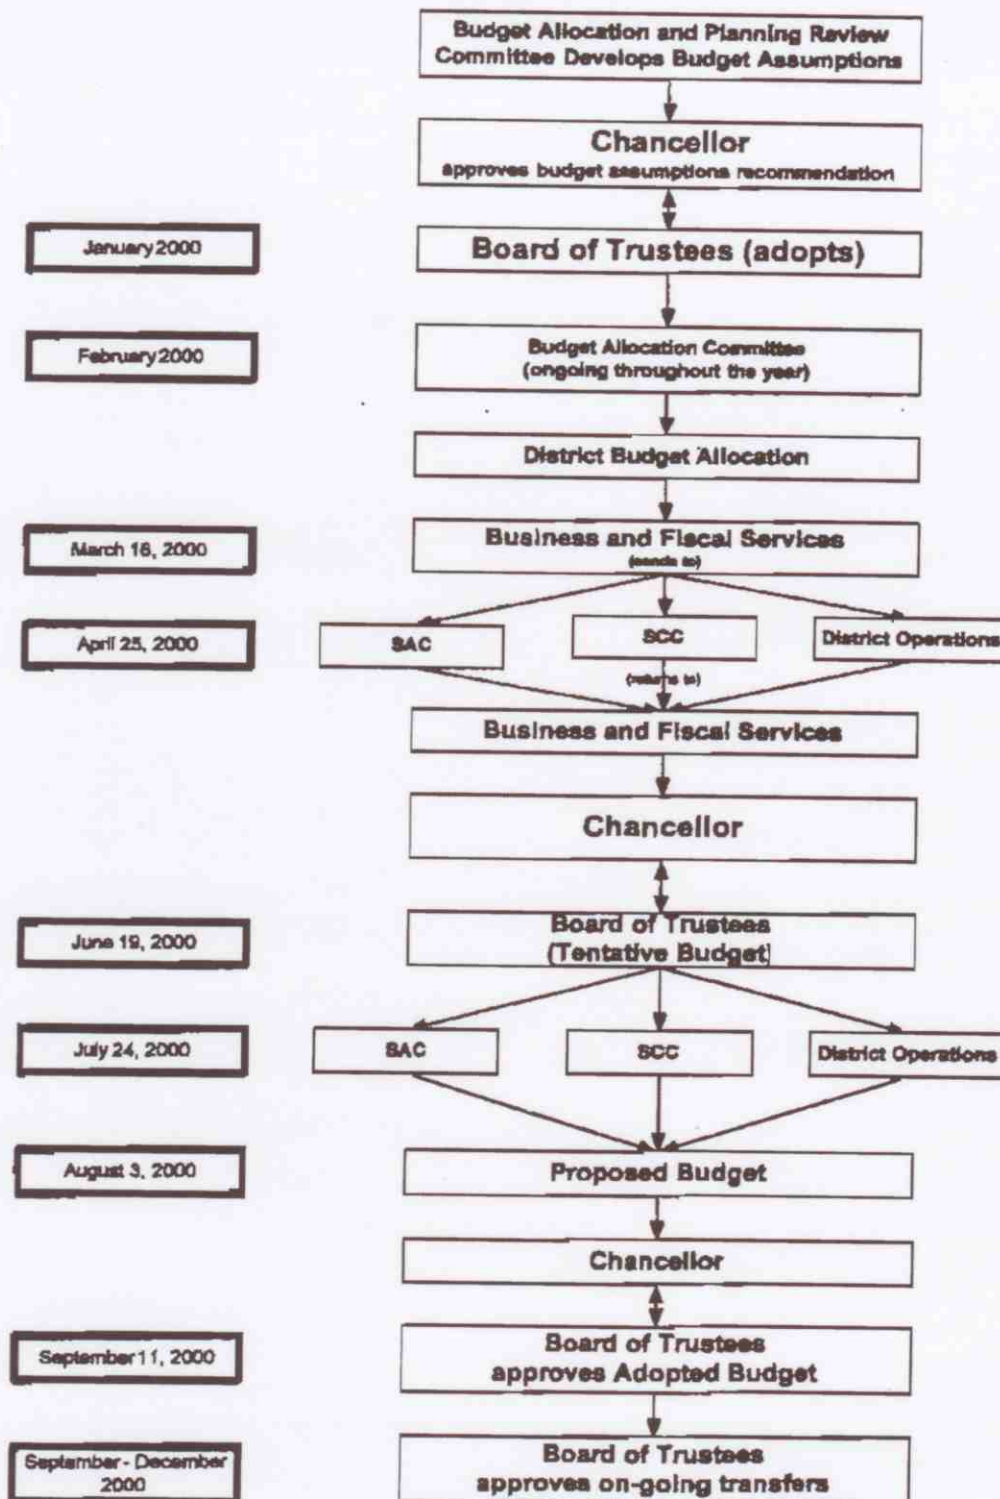 Budget Allocation and Planning Review
Committee Develops Budget Assumptions
Chancellor
approves budget assumptions recommendation
January 2000
Board of Trustees (adopts)
February 2000
Budget Allocation Committee
(ongoing throughout the year)
District Budget Allocation
March 16, 2000
Business and Fiscal Services
(sends to)
April 25, 2000
SAC
SCC
District Operations
(returns to)
Business and Fiscal Services
Chancellor
June 19, 2000
Board of Trustees
(Tentative Budget)
July 24, 2000
SAC
SCC
District Operations
August 3, 2000
Proposed Budget
Chancellor
September 11, 2000
Board of Trustees
approves Adopted Budget
September - December
2000
Board of Trustees
approves on-going transfers